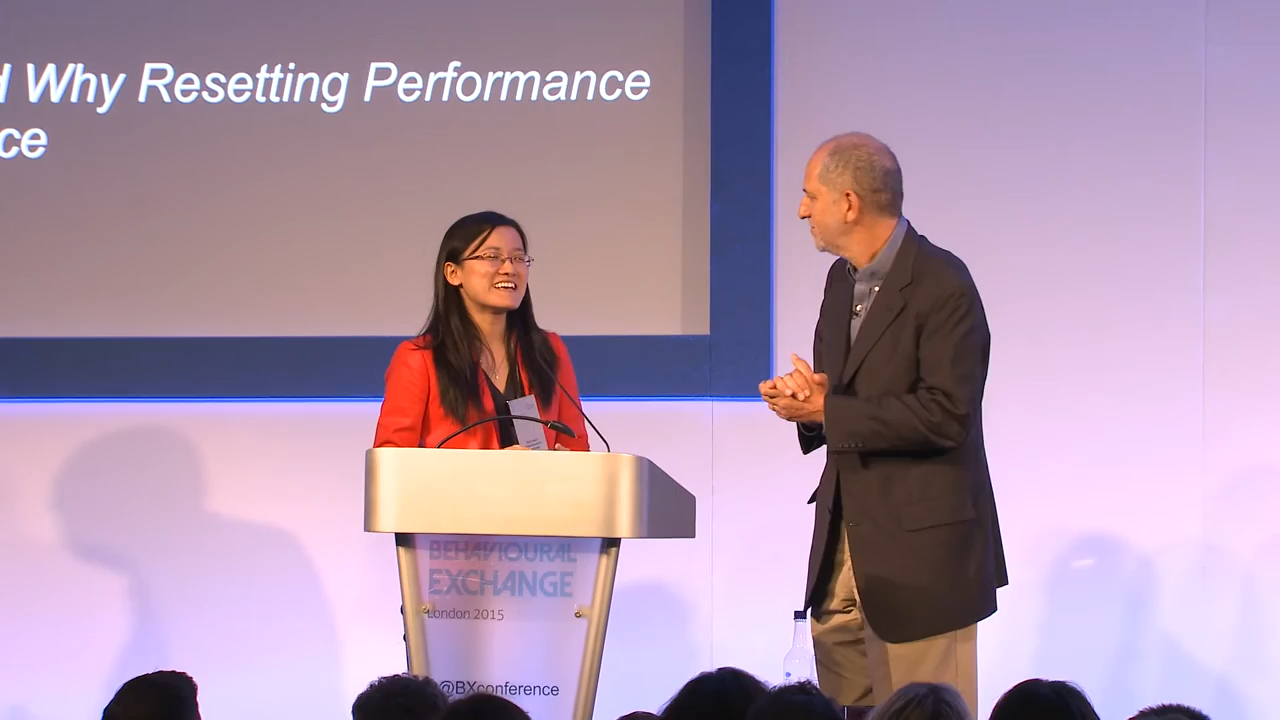 d Why Resetting Performance
ce
BEHAVIOURAL
EXCHANGE
London 2015
@BXconference